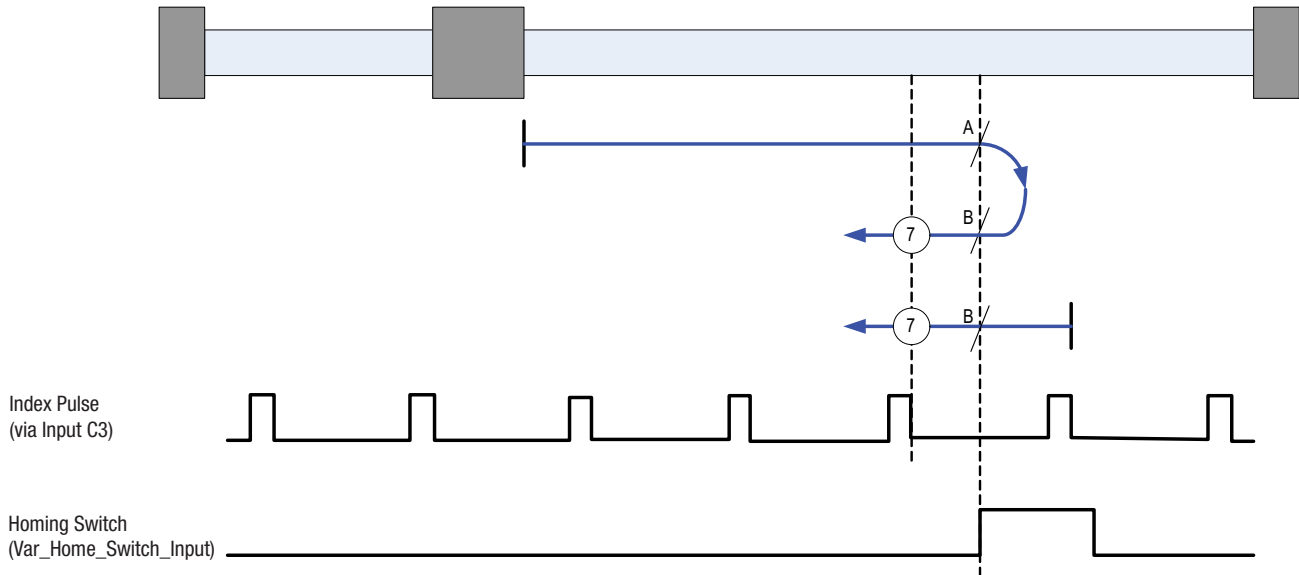 A
B
7
B
7
Index Pulse
(via Input C3)
Homing Switch
(Var_Home_Switch_Input)